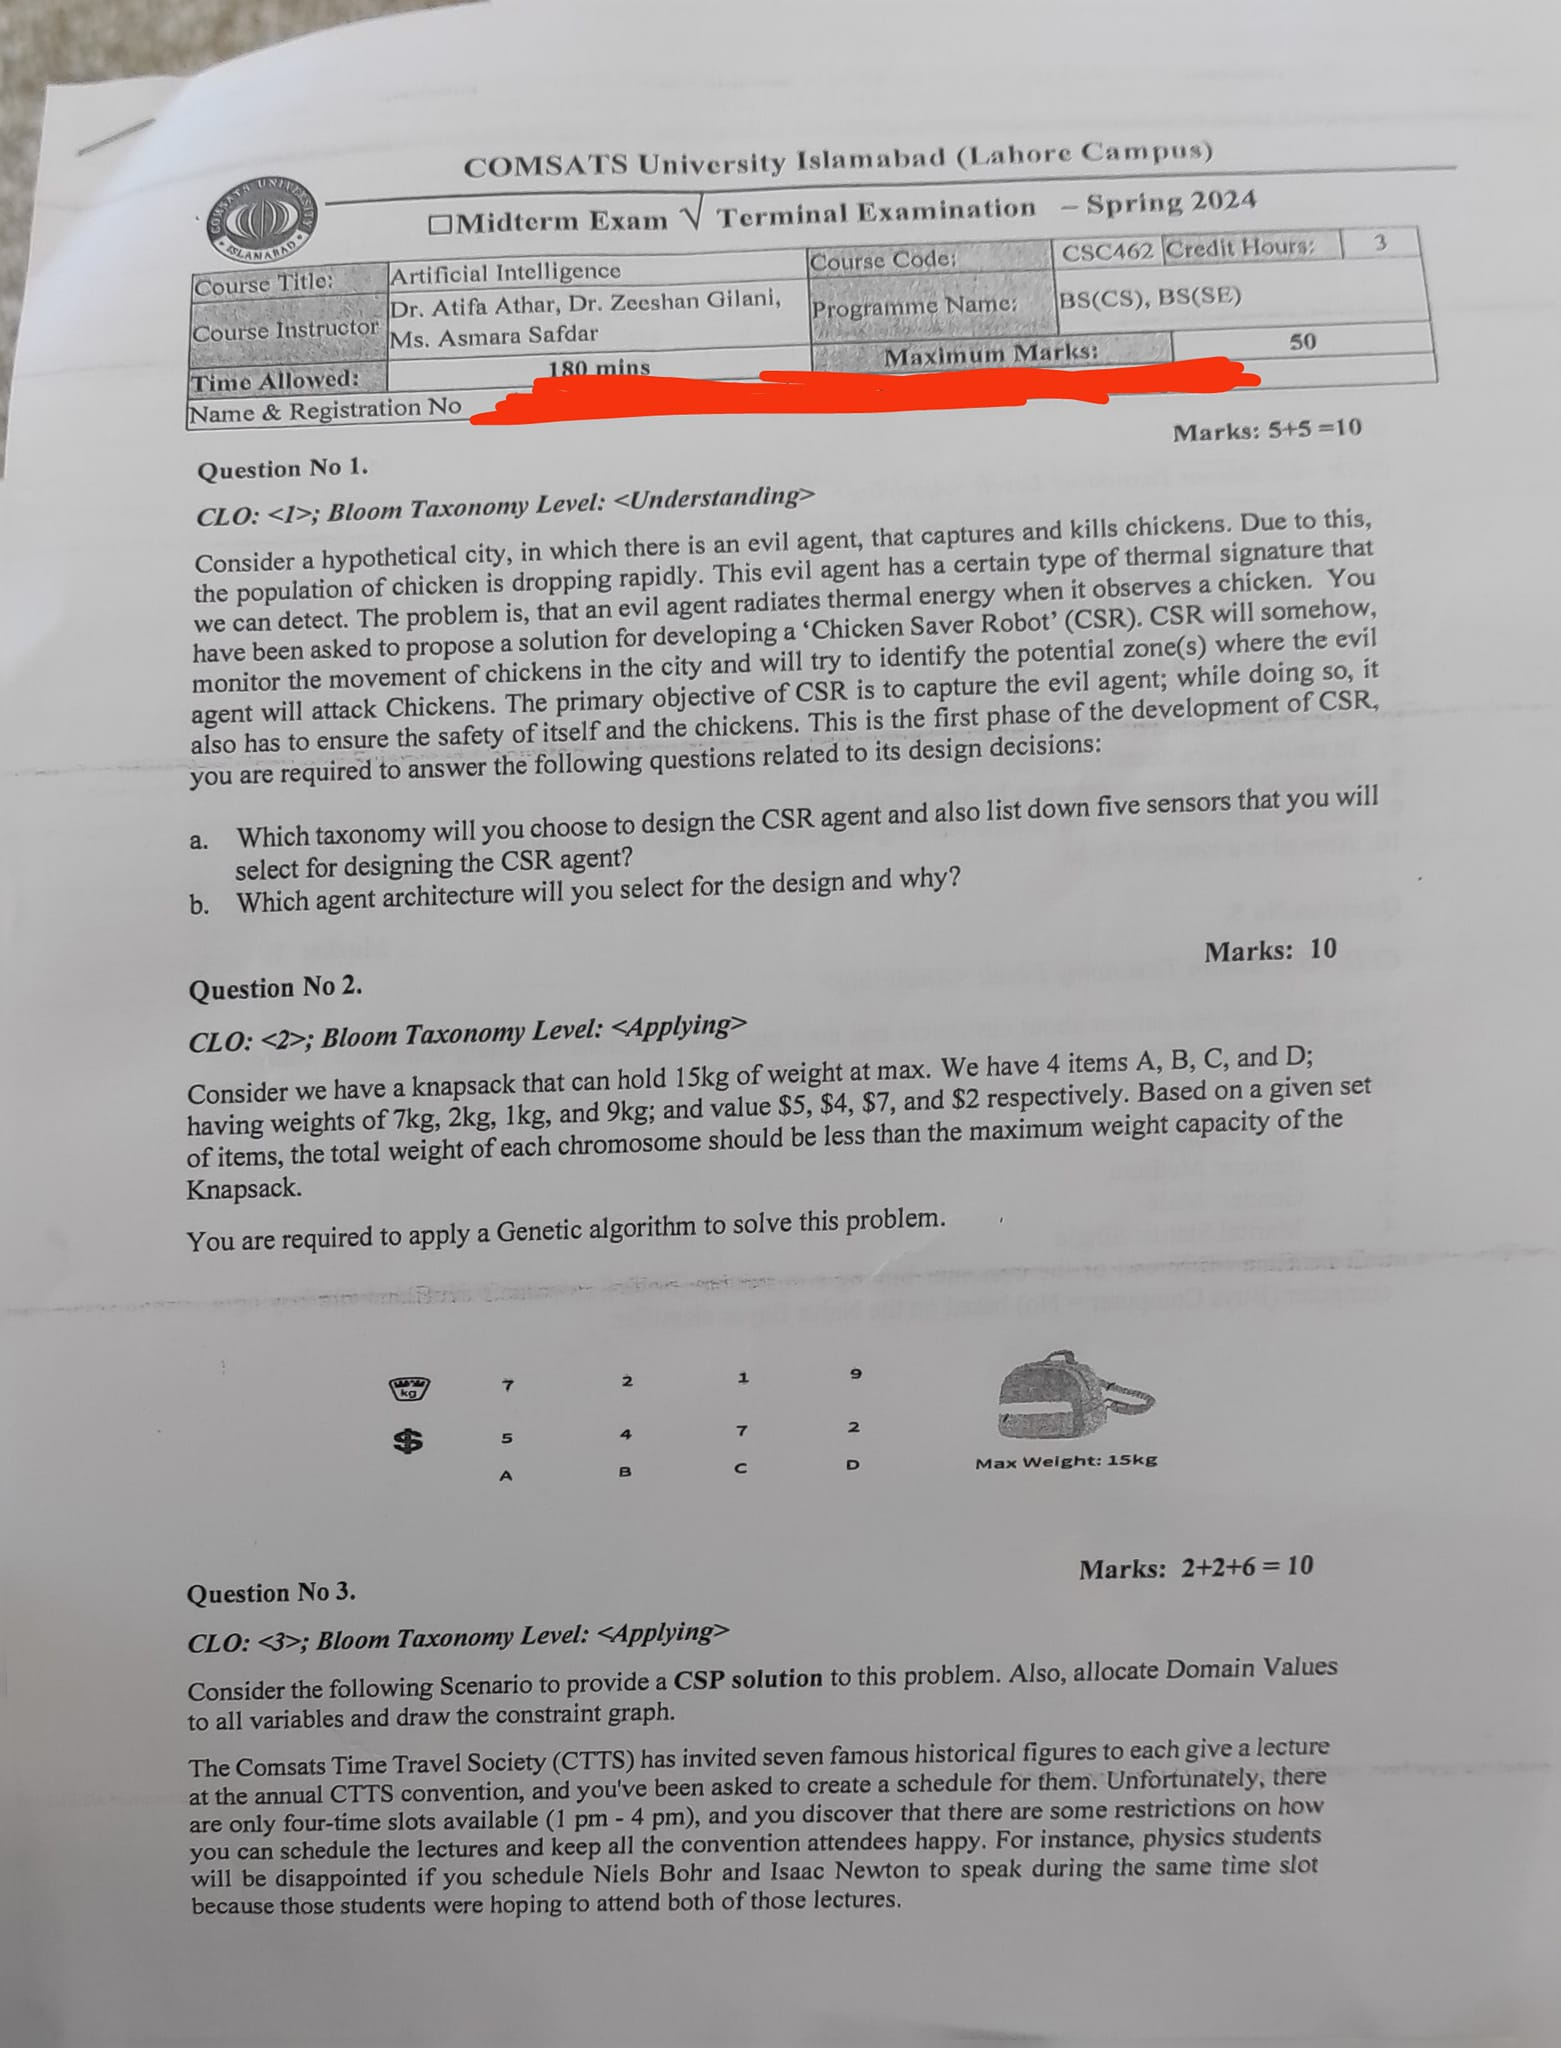 COMSATS University Islamabad (Lahore Campus)
☐Midterm Exam √ Terminal Examination – Spring 2024
COMSATS UNIVERSITY
ISLAMABAD
Course Title: Artificial Intelligence Course Code: CSC462 Credit Hours: 3
Course Instructor Dr. Atifa Athar, Dr. Zeeshan Gilani, Ms. Asmara Safdar Programme Name: BS(CS), BS(SE)
Time Allowed: 180 mins Maximum Marks: 50
Name & Registration No
Marks: 5+5 =10
Question No 1.
CLO: <1>; Bloom Taxonomy Level: <Understanding>
Consider a hypothetical city, in which there is an evil agent, that captures and kills chickens. Due to this,
the population of chicken is dropping rapidly. This evil agent has a certain type of thermal signature that
we can detect. The problem is, that an evil agent radiates thermal energy when it observes a chicken. You
have been asked to propose a solution for developing a ‘Chicken Saver Robot’ (CSR). CSR will somehow,
monitor the movement of chickens in the city and will try to identify the potential zone(s) where the evil
agent will attack Chickens. The primary objective of CSR is to capture the evil agent; while doing so, it
also has to ensure the safety of itself and the chickens. This is the first phase of the development of CSR,
you are required to answer the following questions related to its design decisions:
a. Which taxonomy will you choose to design the CSR agent and also list down five sensors that you will
select for designing the CSR agent?
b. Which agent architecture will you select for the design and why?
Marks: 10
Question No 2.
CLO: <2>; Bloom Taxonomy Level: <Applying>
Consider we have a knapsack that can hold 15kg of weight at max. We have 4 items A, B, C, and D;
having weights of 7kg, 2kg, 1kg, and 9kg; and value $5, $4, $7, and $2 respectively. Based on a given set
of items, the total weight of each chromosome should be less than the maximum weight capacity of the
Knapsack.
You are required to apply a Genetic algorithm to solve this problem.
kg 7 2 1 9
$ 5 4 7 2
A B C D
Max Weight: 15kg
Marks: 2+2+6 = 10
Question No 3.
CLO: <3>; Bloom Taxonomy Level: <Applying>
Consider the following Scenario to provide a CSP solution to this problem. Also, allocate Domain Values
to all variables and draw the constraint graph.
The Comsats Time Travel Society (CTTS) has invited seven famous historical figures to each give a lecture
at the annual CTTS convention, and you've been asked to create a schedule for them. Unfortunately, there
are only four-time slots available (1 pm - 4 pm), and you discover that there are some restrictions on how
you can schedule the lectures and keep all the convention attendees happy. For instance, physics students
will be disappointed if you schedule Niels Bohr and Isaac Newton to speak during the same time slot
because those students were hoping to attend both of those lectures.